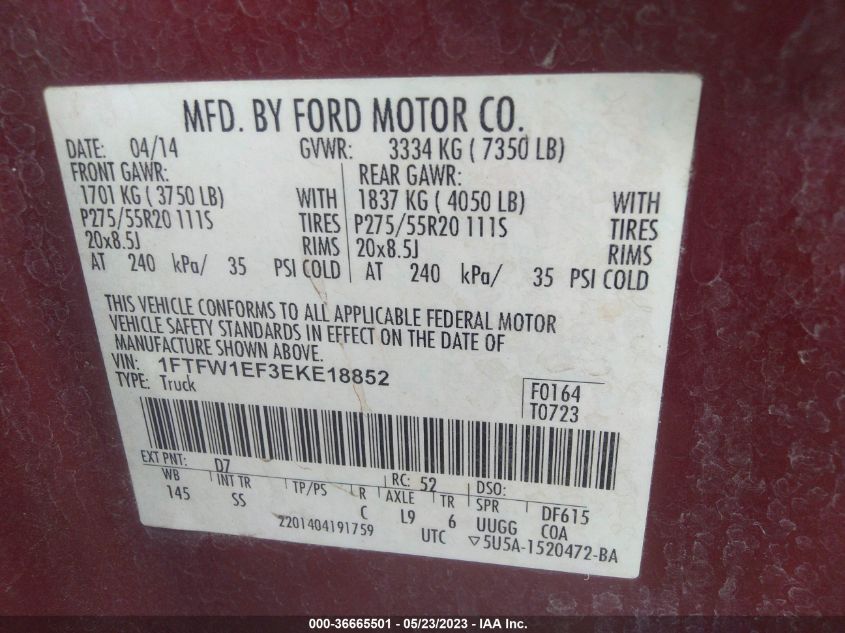 MFD. BY FORD MOTOR CO.
DATE: 04/14 GVWR: 3334 KG ( 7350 LB)
FRONT GAWR: REAR GAWR:
1701 KG ( 3750 LB) WITH 1837 KG ( 4050 LB) WITH
P275/55R20 111S TIRES P275/55R20 111S TIRES
20x8.5J RIMS 20x8.5J RIMS
AT 240 kPa/ 35 PSI COLD AT 240 kPa/ 35 PSI COLD
THIS VEHICLE CONFORMS TO ALL APPLICABLE FEDERAL MOTOR
VEHICLE SAFETY STANDARDS IN EFFECT ON THE DATE OF
MANUFACTURE SHOWN ABOVE.
VIN: 1FTFW1EF3EKE18852
TYPE: Truck
F0164
T0723
EXT PNT: D7 RC: 52 DSO:
WB INT TR TP/PS R AXLE TR SPR DF615
145 SS C L9 6 UUGG COA
2201404191759 UTC ▽5U5A-1520472-BA
000-36665501 - 05/23/2023 - IAA Inc.